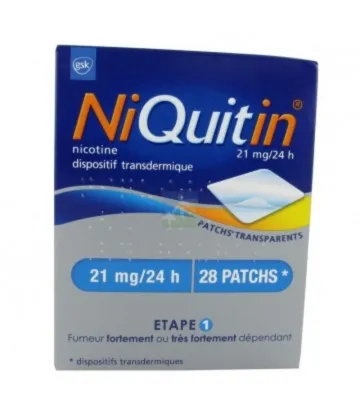 gsk
NiQuitin®
nicotine
21 mg/24 h
dispositif transdermique
PATCHS* TRANSPARENTS
21 mg/24 h
28 PATCHS *
ETAPE 1
Fumeur fortement ou très fortement dépendant
* dispositifs transdermiques